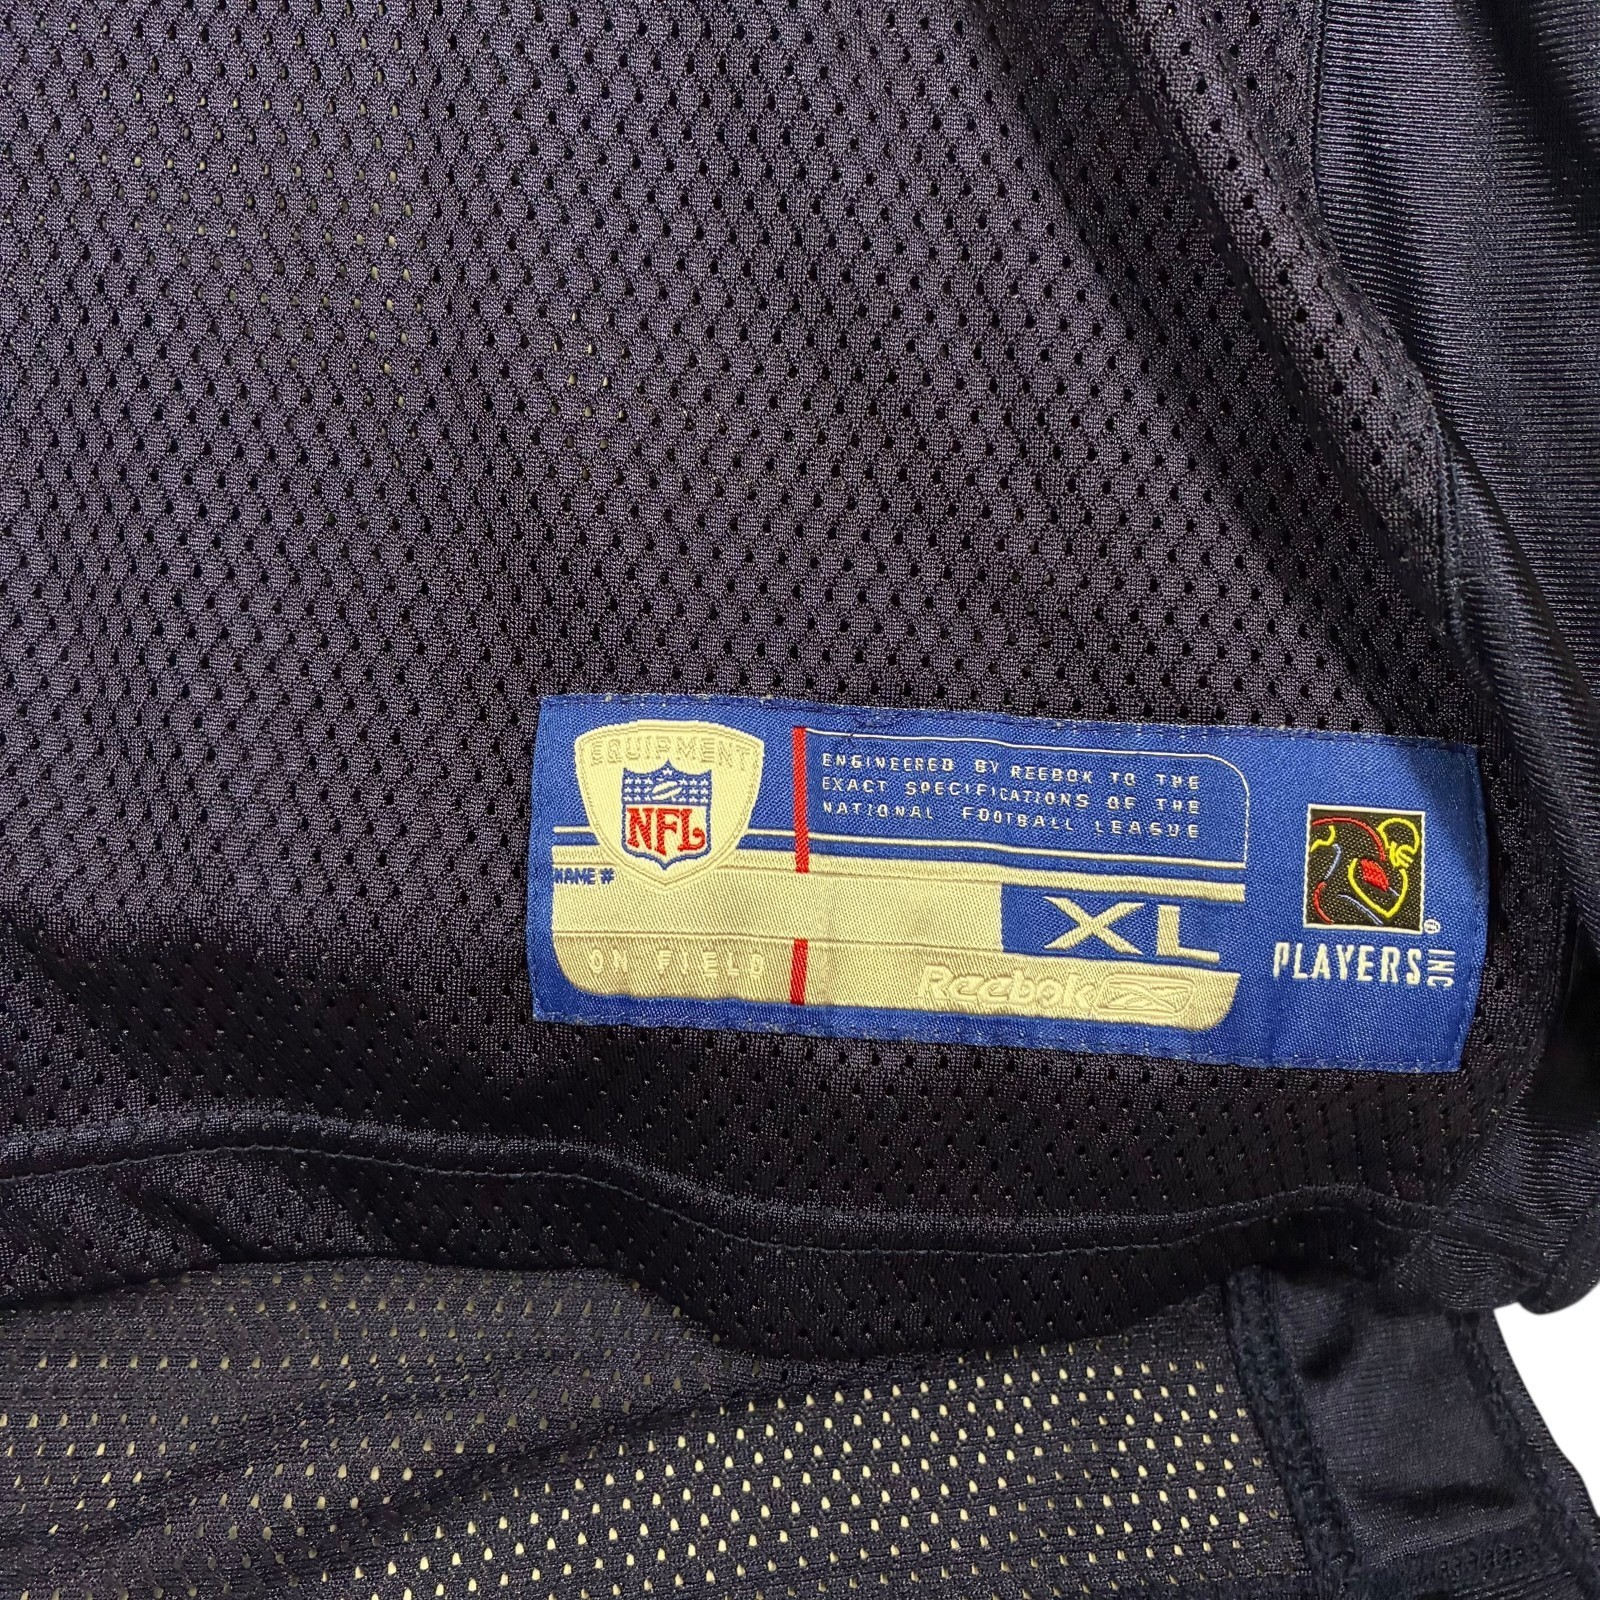 EQUIPMENT
NFL
ENGINEERED BY REEBOK TO THE
EXACT SPECIFICATIONS OF THE
NATIONAL FOOTBALL LEAGUE
NAME #
XL
ON FIELD
Reebok
PLAYERS INC
®